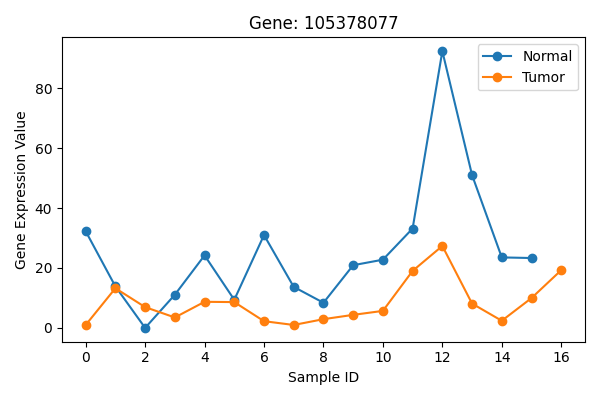 Gene: 105378077
Normal
Tumor
Gene Expression Value
80
60
40
20
0
0 2 4 6 8 10 12 14 16
Sample ID